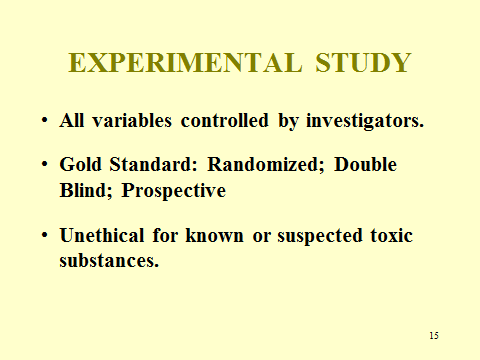 EXPERIMENTAL STUDY
• All variables controlled by investigators.
• Gold Standard: Randomized; Double
Blind; Prospective
• Unethical for known or suspected toxic
substances.
15